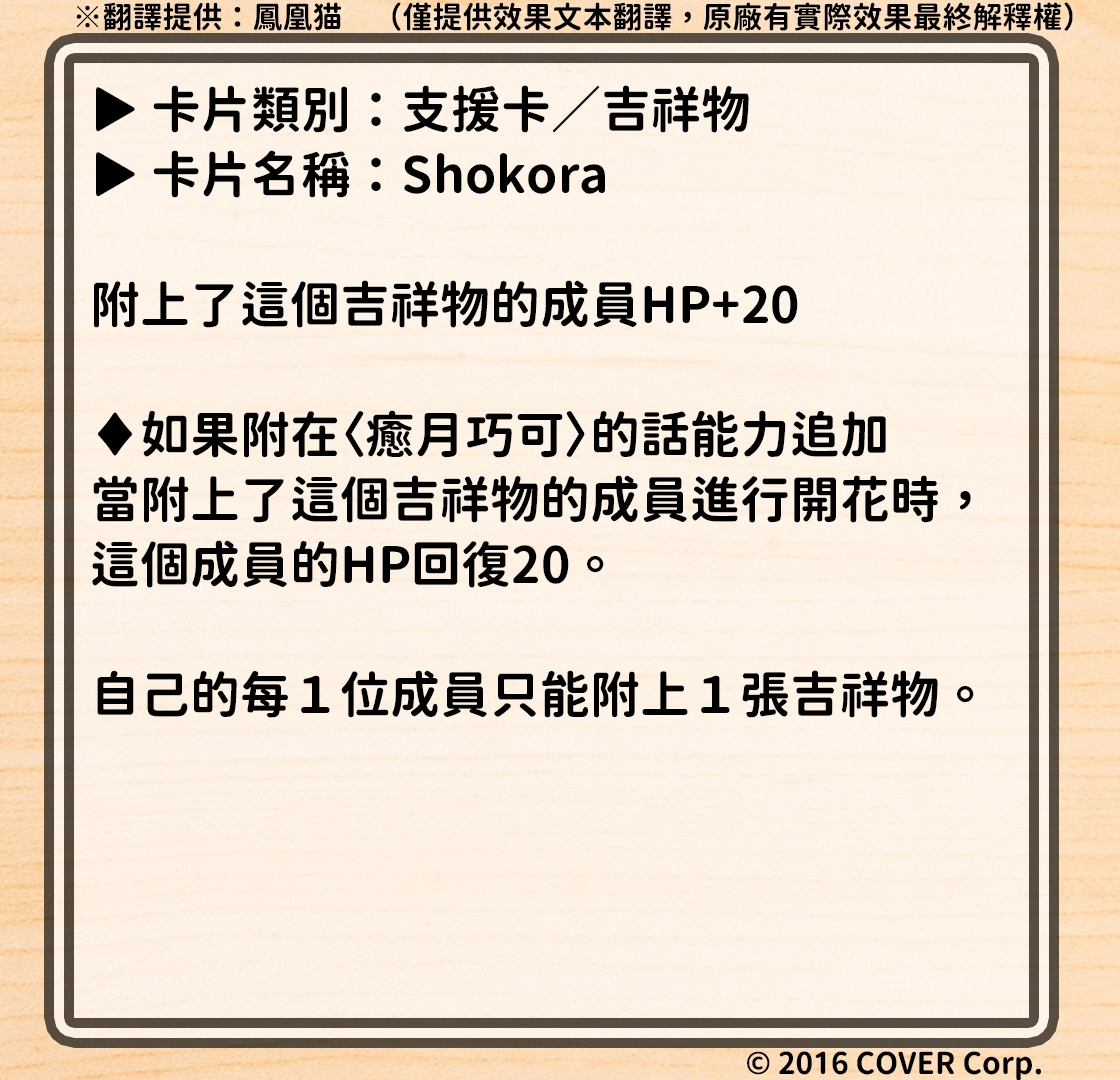 ※翻譯提供：鳳凰猫　（僅提供效果文本翻譯，原廠有實際效果最終解釋權）
▶ 卡片類別：支援卡／吉祥物
▶ 卡片名稱：Shokora
附上了這個吉祥物的成員HP+20
♦如果附在〈癒月巧可〉的話能力追加
當附上了這個吉祥物的成員進行開花時，
這個成員的HP回復20。
自己的每１位成員只能附上１張吉祥物。
© 2016 COVER Corp.